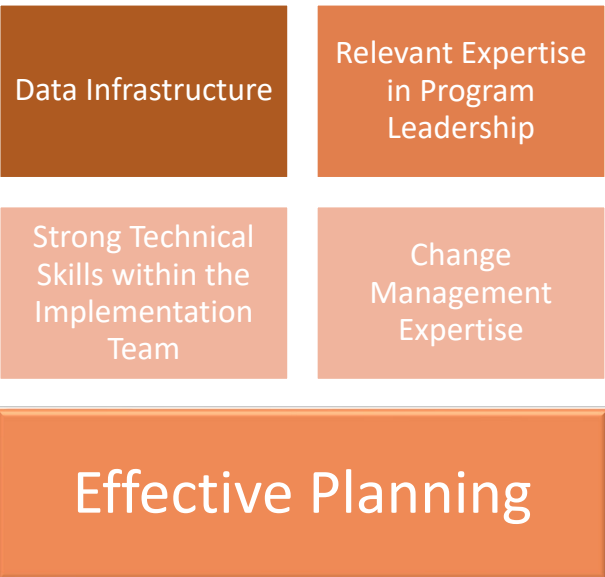 Data Infrastructure
Relevant Expertise
in Program
Leadership
Strong Technical
Skills within the
Implementation
Team
Change
Management
Expertise
Effective Planning